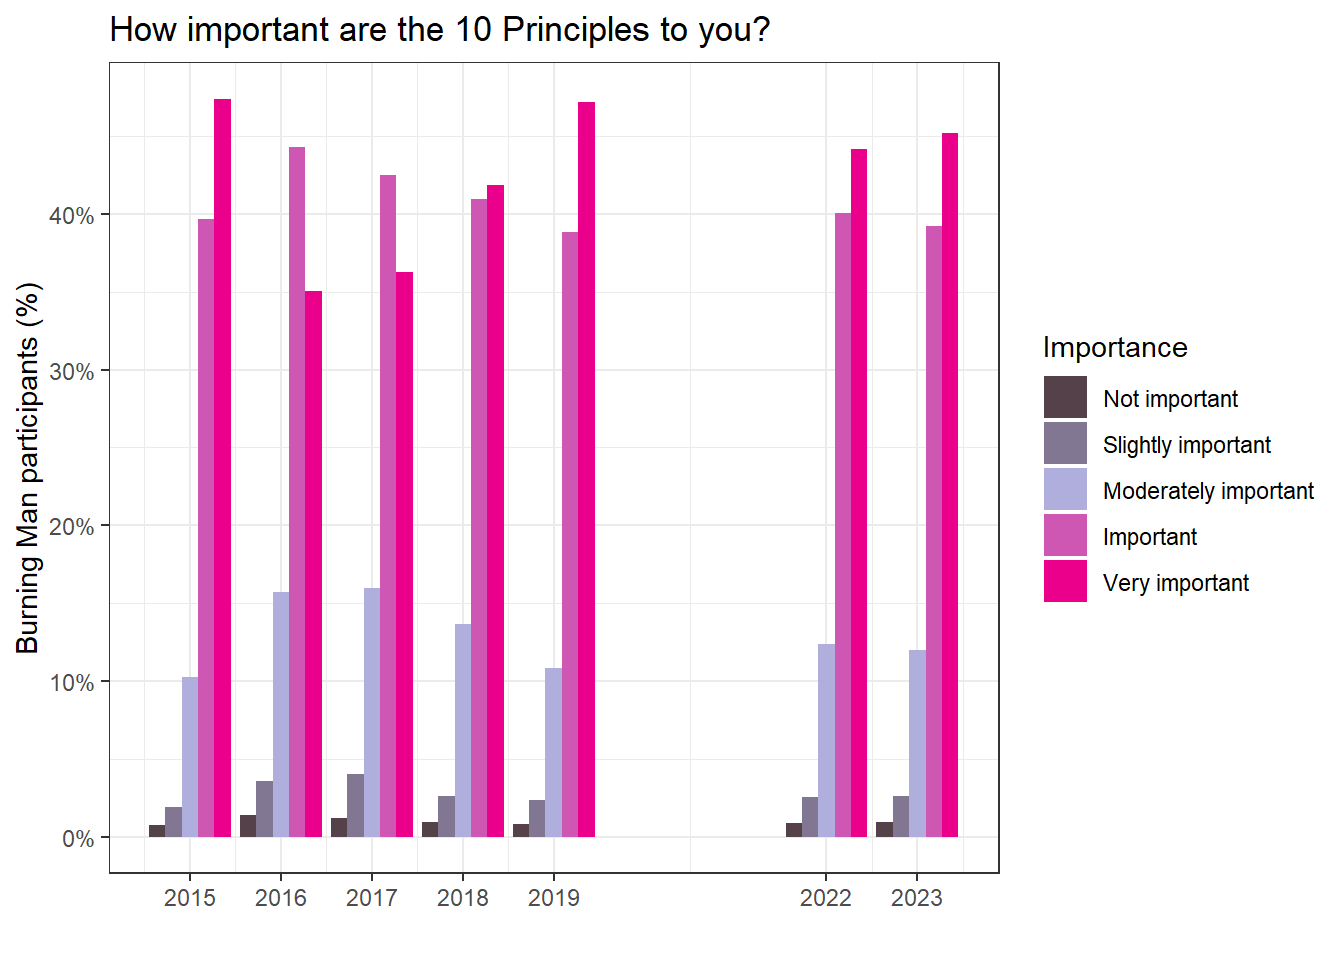 How important are the 10 Principles to you?
Burning Man participants (%)
40%
30%
20%
10%
0%
2015 2016 2017 2018 2019 2022 2023
Importance
Not important
Slightly important
Moderately important
Important
Very important